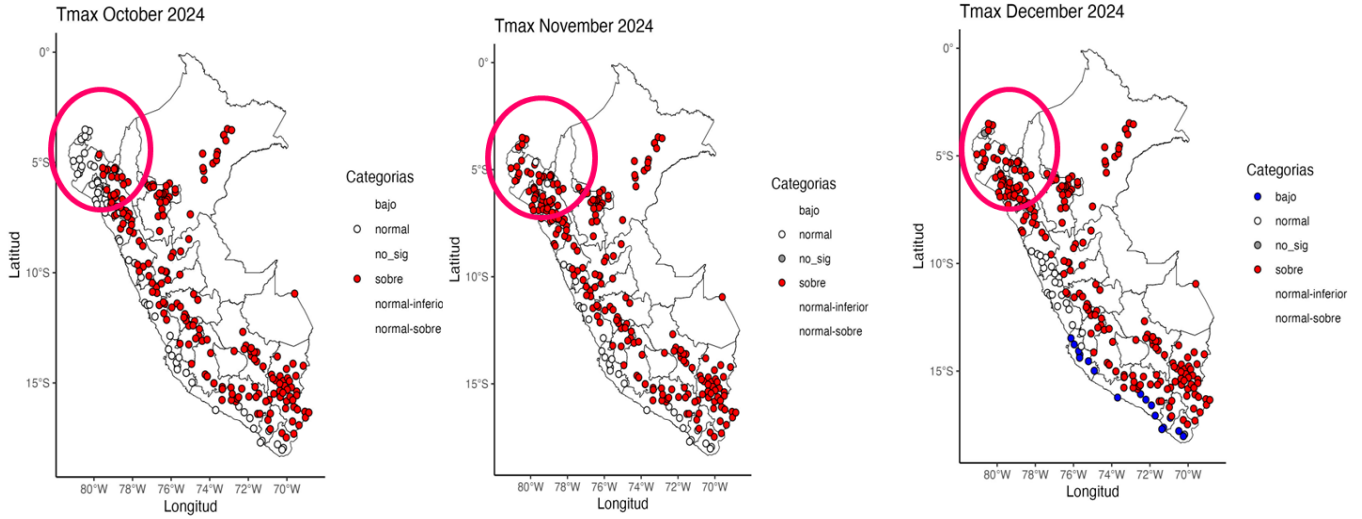 Tmax October 2024
0°
5°S
10°S
15°S
Latitud
80°W 78°W 76°W 74°W 72°W 70°W
Longitud
Categorias
bajo
normal
no_sig
sobre
normal-inferio
normal-sobre
Tmax November 2024
0°
5°S
10°S
15°S
Latitud
80°W 78°W 76°W 74°W 72°W 70°W
Longitud
Categorias
bajo
normal
no_sig
sobre
normal-inferior
normal-sobre
Tmax December 2024
0°
5°S
10°S
15°S
Latitud
80°W 78°W 76°W 74°W 72°W 70°W
Longitud
Categorias
bajo
normal
no_sig
sobre
normal-inferior
normal-sobre